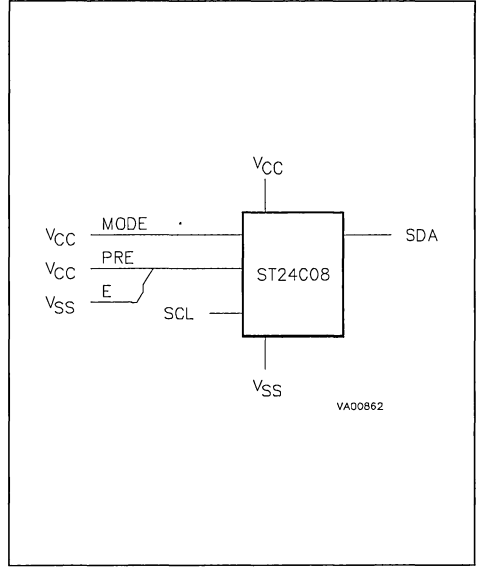 VCC
MODE
VCC
SDA
PRE
VCC
ST24C08
E
VSS
SCL
VSS
VA00862